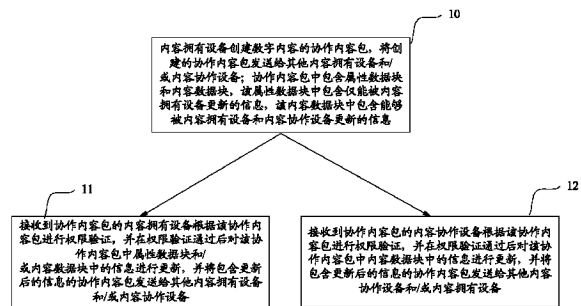 10
内容拥有设备创建数字内容的协作内容包，将创
建的协作内容包发送给其他内容拥有设备和/
或内容协作设备；协作内容包中包含属性数据块
和内容数据块，该属性数据块中包含仅能被内容
拥有设备更新的信息，该内容数据块中包含能够
被内容拥有设备和内容协作设备更新的信息
11
接收到协作内容包的内容拥有设备根据该协作内
容包进行权限验证，并在权限验证通过后对该协
作内容包中属性数据块和/
或内容数据块中的信息进行更新，并将包含更新
后的信息的协作内容包发送给其他内容拥有设备
和/或内容协作设备
12
接收到协作内容包的内容协作设备根据该协作内
容包进行权限验证，并在权限验证通过后对该协
作内容包中内容数据块中的信息进行更新，并将
包含更新后的信息的协作内容包发送给其他内容
协作设备和/或内容拥有设备